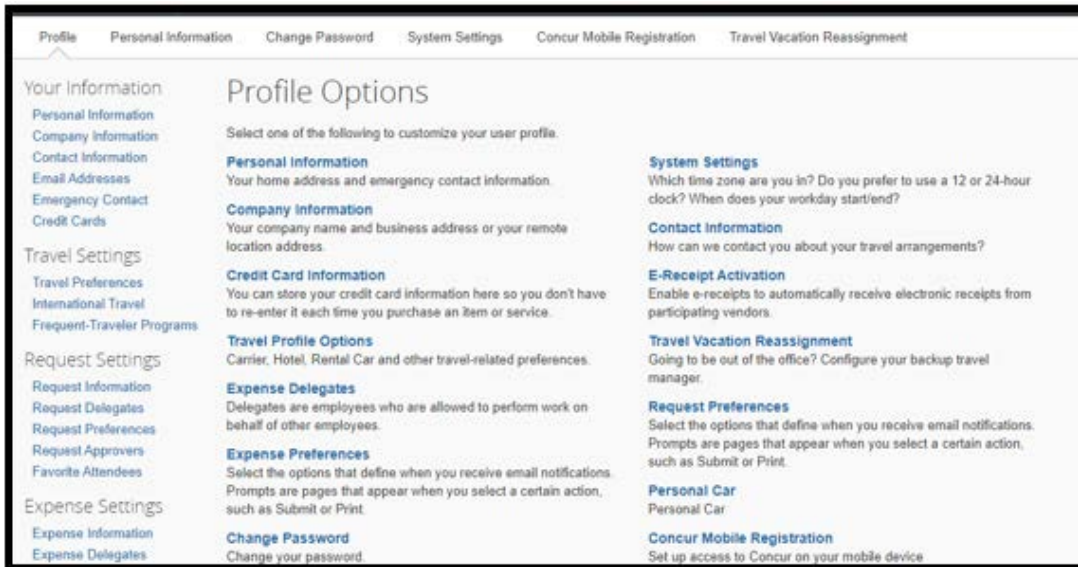 Profile Personal Information Change Password System Settings Concur Mobile Registration Travel Vacation Reassignment
Your Information
Personal Information
Company Information
Contact Information
Email Addresses
Emergency Contact
Credit Cards
Travel Settings
Travel Preferences
International Travel
Frequent-Traveler Programs
Request Settings
Request Information
Request Delegates
Request Preferences
Request Approvers
Favorite Attendees
Expense Settings
Expense Information
Expense Delegates
Profile Options
Select one of the following to customize your user profile.
Personal Information
Your home address and emergency contact information.
Company Information
Your company name and business address or your remote
location address.
Credit Card Information
You can store your credit card information here so you don't have
to re-enter it each time you purchase an item or service.
Travel Profile Options
Carrier, Hotel, Rental Car and other travel-related preferences.
Expense Delegates
Delegates are employees who are allowed to perform work on
behalf of other employees.
Expense Preferences
Select the options that define when you receive email notifications.
Prompts are pages that appear when you select a certain action,
such as Submit or Print.
Change Password
Change your password.
System Settings
Which time zone are you in? Do you prefer to use a 12 or 24-hour
clock? When does your workday start/end?
Contact Information
How can we contact you about your travel arrangements?
E-Receipt Activation
Enable e-receipts to automatically receive electronic receipts from
participating vendors.
Travel Vacation Reassignment
Going to be out of the office? Configure your backup travel
manager.
Request Preferences
Select the options that define when you receive email notifications.
Prompts are pages that appear when you select a certain action,
such as Submit or Print.
Personal Car
Personal Car
Concur Mobile Registration
Set up access to Concur on your mobile device